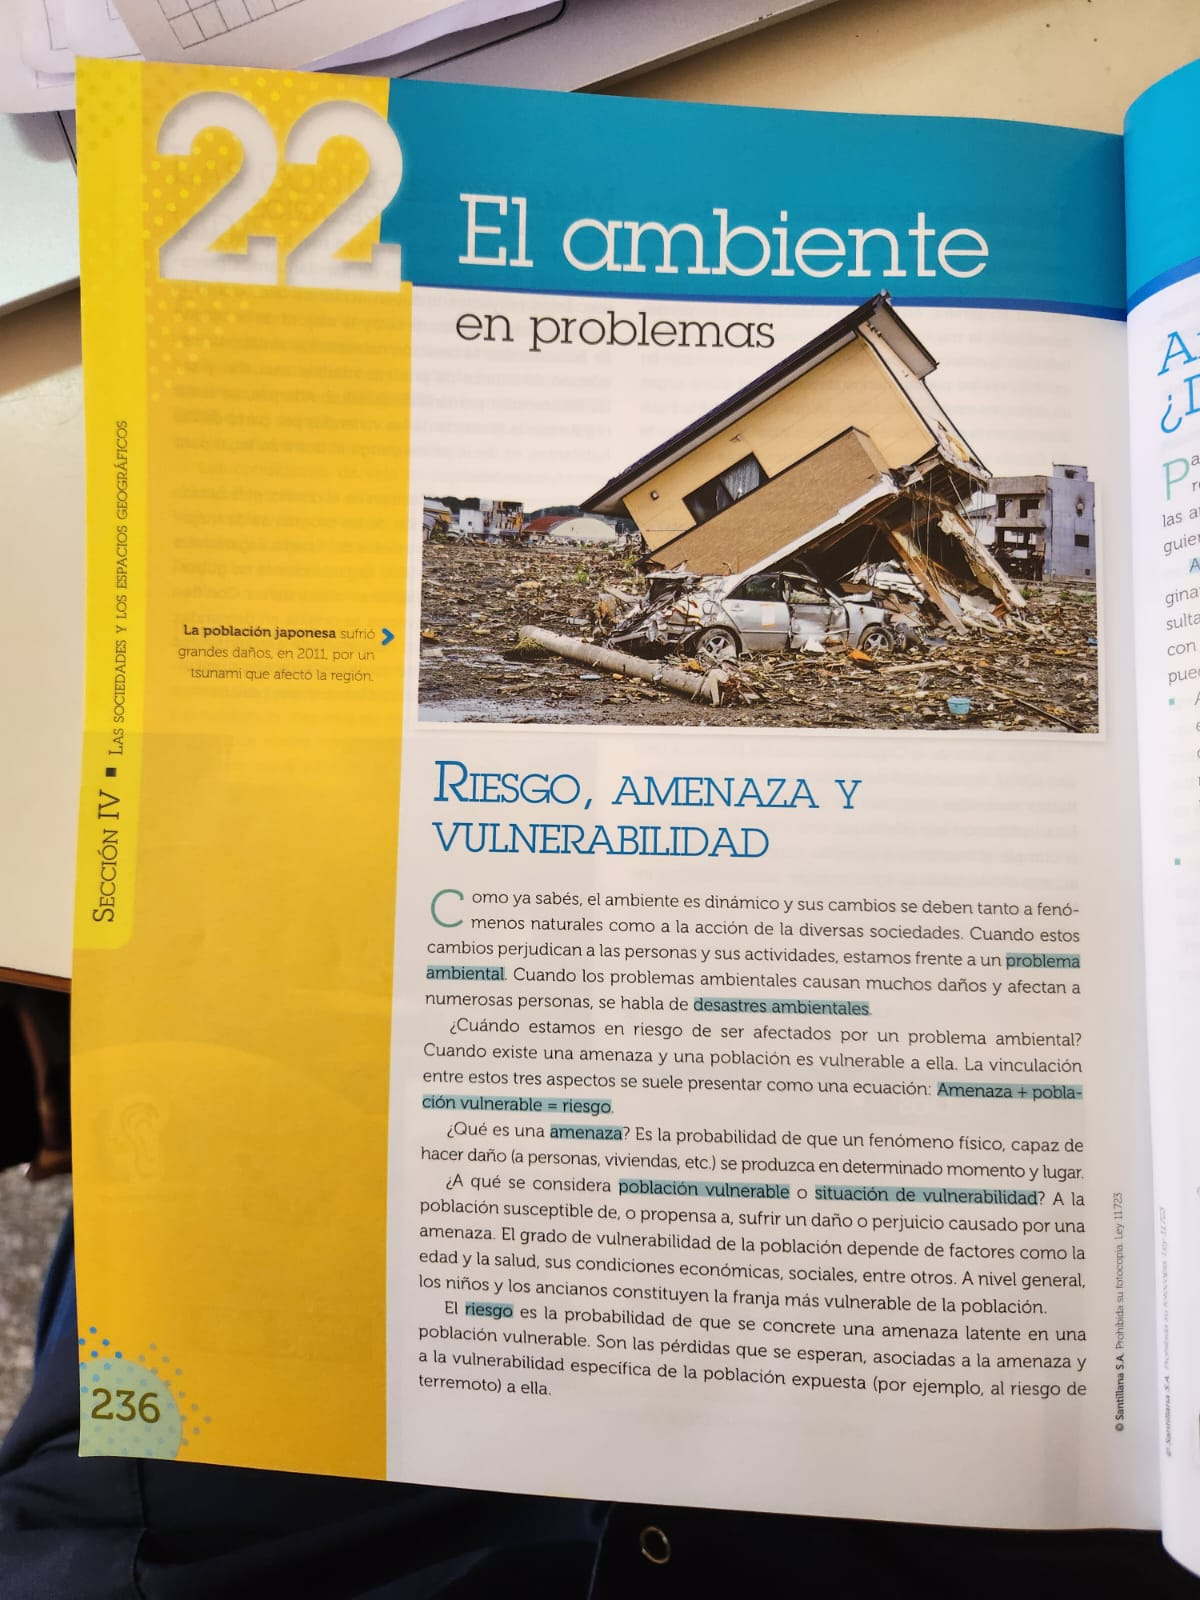 22
El ambiente
en problemas
SECCIÓN IV ■ LAS SOCIEDADES Y LOS ESPACIOS GEOGRÁFICOS
La población japonesa sufrió
grandes daños, en 2011, por un
tsunami que afectó la región.
RIESGO, AMENAZA Y
VULNERABILIDAD
Como ya sabés, el ambiente es dinámico y sus cambios se deben tanto a fenó-
menos naturales como a la acción de la diversas sociedades. Cuando estos
cambios perjudican a las personas y sus actividades, estamos frente a un problema
ambiental. Cuando los problemas ambientales causan muchos daños y afectan a
numerosas personas, se habla de desastres ambientales.
¿Cuándo estamos en riesgo de ser afectados por un problema ambiental?
Cuando existe una amenaza y una población es vulnerable a ella. La vinculación
entre estos tres aspectos se suele presentar como una ecuación: Amenaza + pobla-
ción vulnerable = riesgo.
¿Qué es una amenaza? Es la probabilidad de que un fenómeno físico, capaz de
hacer daño (a personas, viviendas, etc.) se produzca en determinado momento y lugar.
¿A qué se considera población vulnerable o situación de vulnerabilidad? A la
población susceptible de, o propensa a, sufrir un daño o perjuicio causado por una
amenaza. El grado de vulnerabilidad de la población depende de factores como la
edad y la salud, sus condiciones económicas, sociales, entre otros. A nivel general,
los niños y los ancianos constituyen la franja más vulnerable de la población.
El riesgo es la probabilidad de que se concrete una amenaza latente en una
población vulnerable. Son las pérdidas que se esperan, asociadas a la amenaza y
a la vulnerabilidad específica de la población expuesta (por ejemplo, al riesgo de
terremoto) a ella.
© Santillana S.A. Prohibida su fotocopia. Ley 11.723
236
las
con